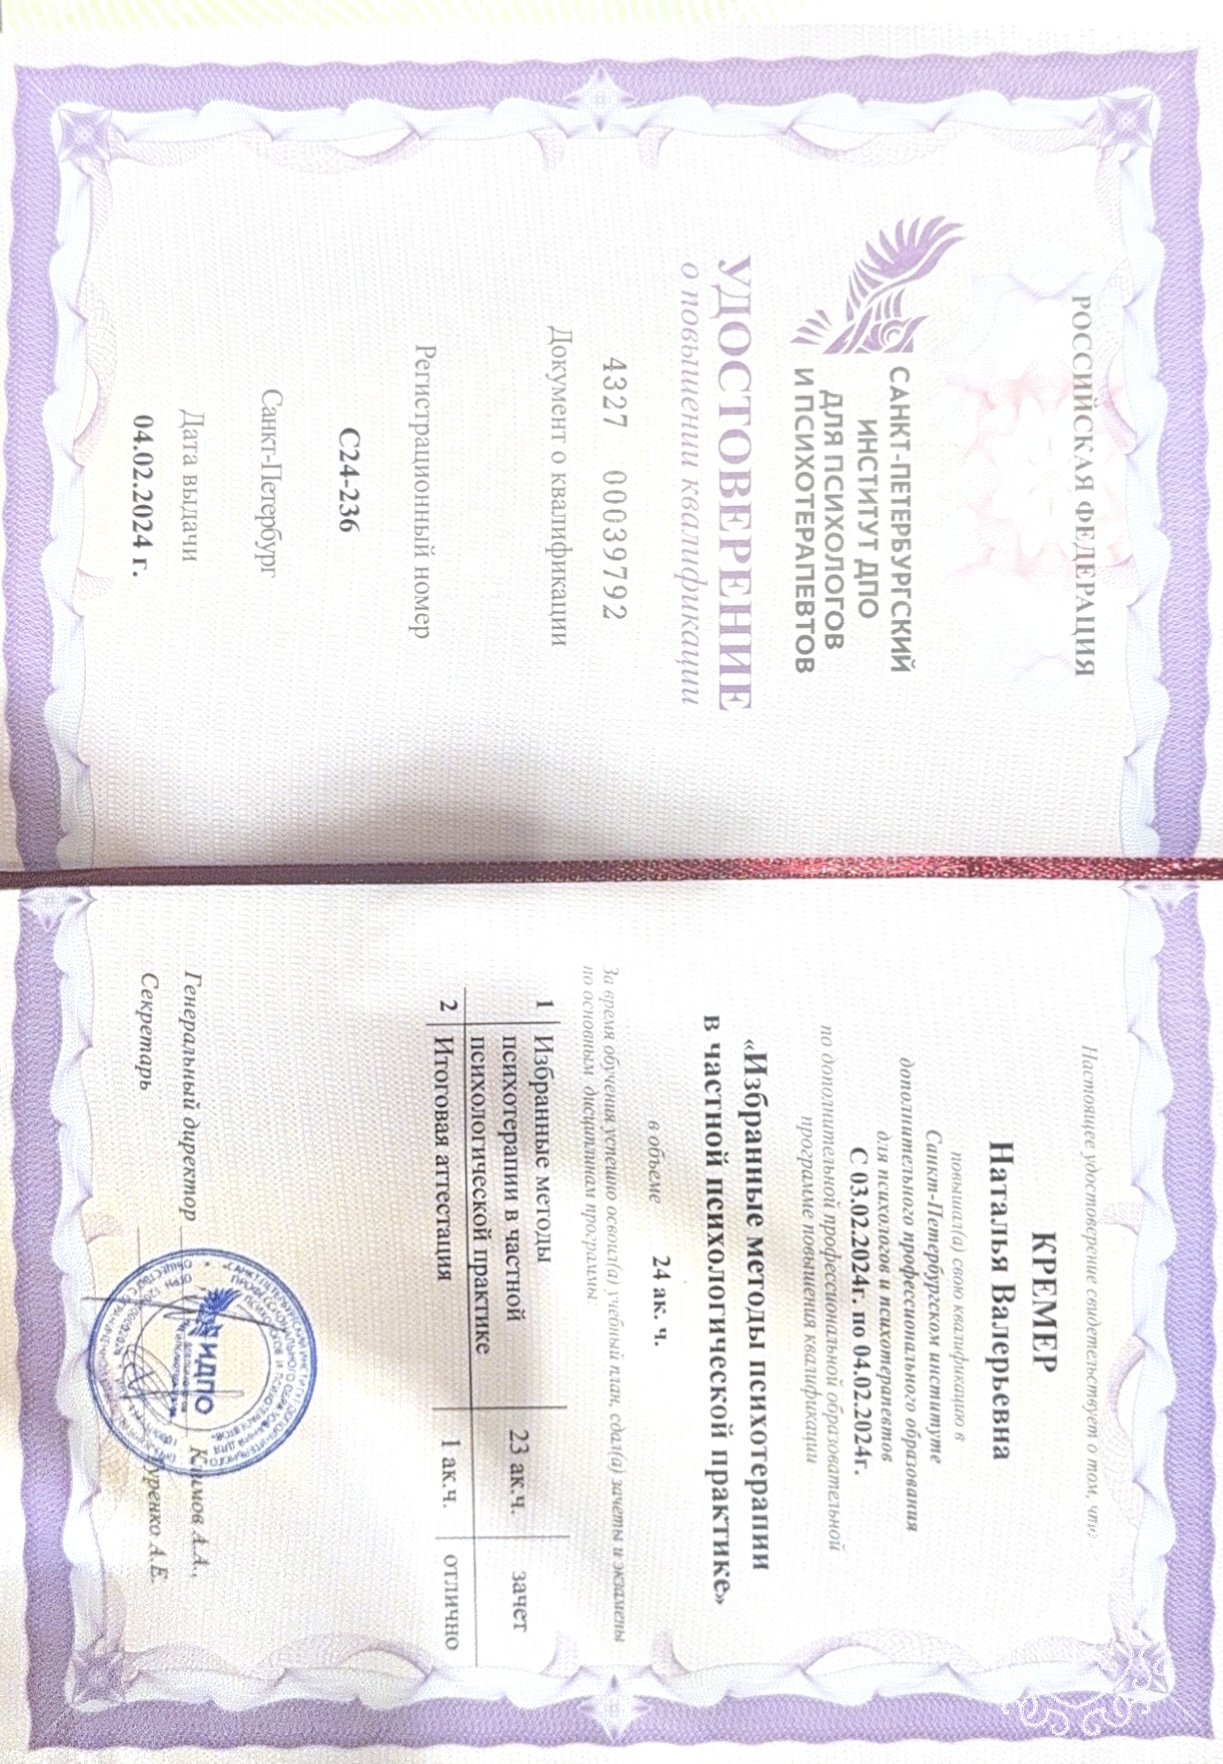 РОССИЙСКАЯ ФЕДЕРАЦИЯ
САНКТ-ПЕТЕРБУРГСКИЙ
ИНСТИТУТ ДПО
ДЛЯ ПСИХОЛОГОВ
И ПСИХОТЕРАПЕВТОВ
УДОСТОВЕРЕНИЕ
о повышении квалификации
4327 00039792
Документ о квалификации
Регистрационный номер
С24-236
Санкт-Петербург
Дата выдачи
04.02.2024 г.
Настоящее удостоверение свидетельствует о том, что
КРЕМЕР
Наталья Валерьевна
повышал(а) свою квалификацию в
Санкт-Петербургском институте
дополнительного профессионального образования
для психологов и психотерапевтов
С 03.02.2024г. по 04.02.2024г.
по дополнительной профессиональной образовательной
программе повышения квалификации
«Избранные методы психотерапии
в частной психологической практике»
в объеме 24 ак. ч.
За время обучения успешно освоил(а) учебный план, сдал(а) зачеты и экзамены
по основным дисциплинам программы:
1 Избранные методы
психотерапии в частной 23 ак.ч. зачет
психологической практике
2 Итоговая аттестация 1 ак.ч. отлично
Генеральный директор Климов А.А.,
Секретарь А.Е.
ИДПО